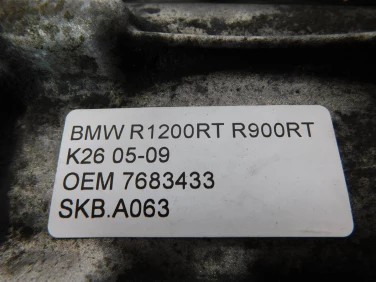 BMW R1200RT R900RT
K26 05-09
OEM 7683433
SKB.A063